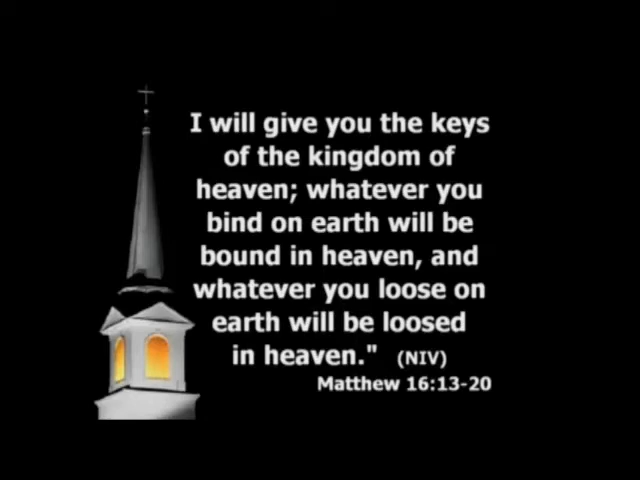 I will give you the keys
of the kingdom of
heaven; whatever you
bind on earth will be
bound in heaven, and
whatever you loose on
earth will be loosed
in heaven." (NIV)
Matthew 16:13-20